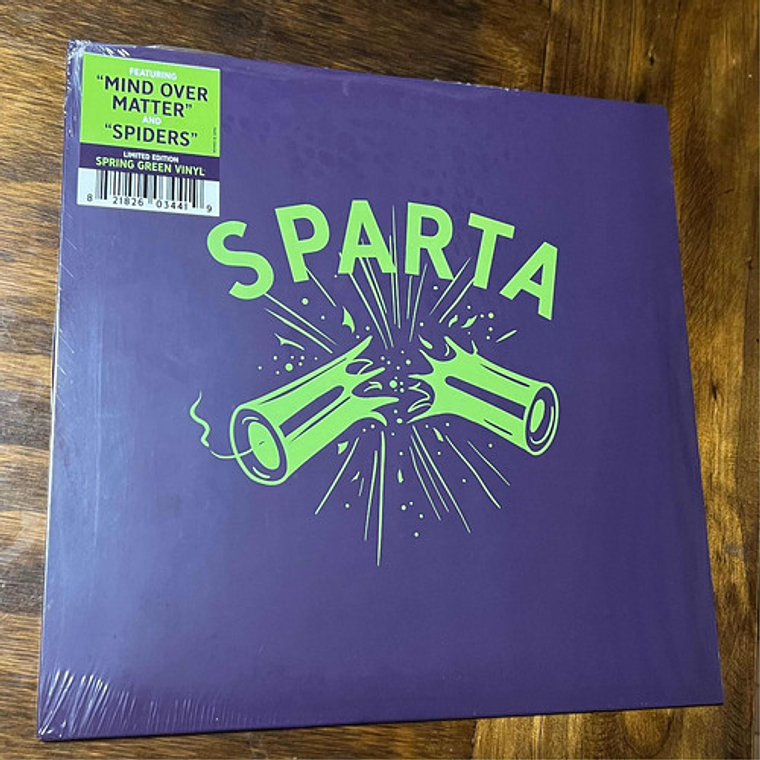 FEATURING
"MIND OVER
MATTER"
AND
"SPIDERS"
LIMITED EDITION
SPRING GREEN VINYL
8 21826 03441 9
SPARTA